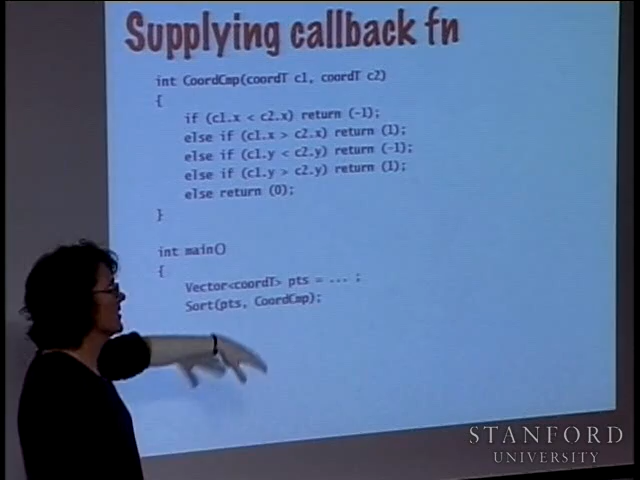 Supplying callback fn
int CoordCmp(coordT c1, coordT c2)
{
if (c1.x < c2.x) return (-1);
else if (c1.x > c2.x) return (1);
else if (c1.y < c2.y) return (-1);
else if (c1.y > c2.y) return (1);
else return (0);
}
int main()
{
Vector<coordT> pts = ... ;
Sort(pts, CoordCmp);
STANFORD
UNIVERSITY